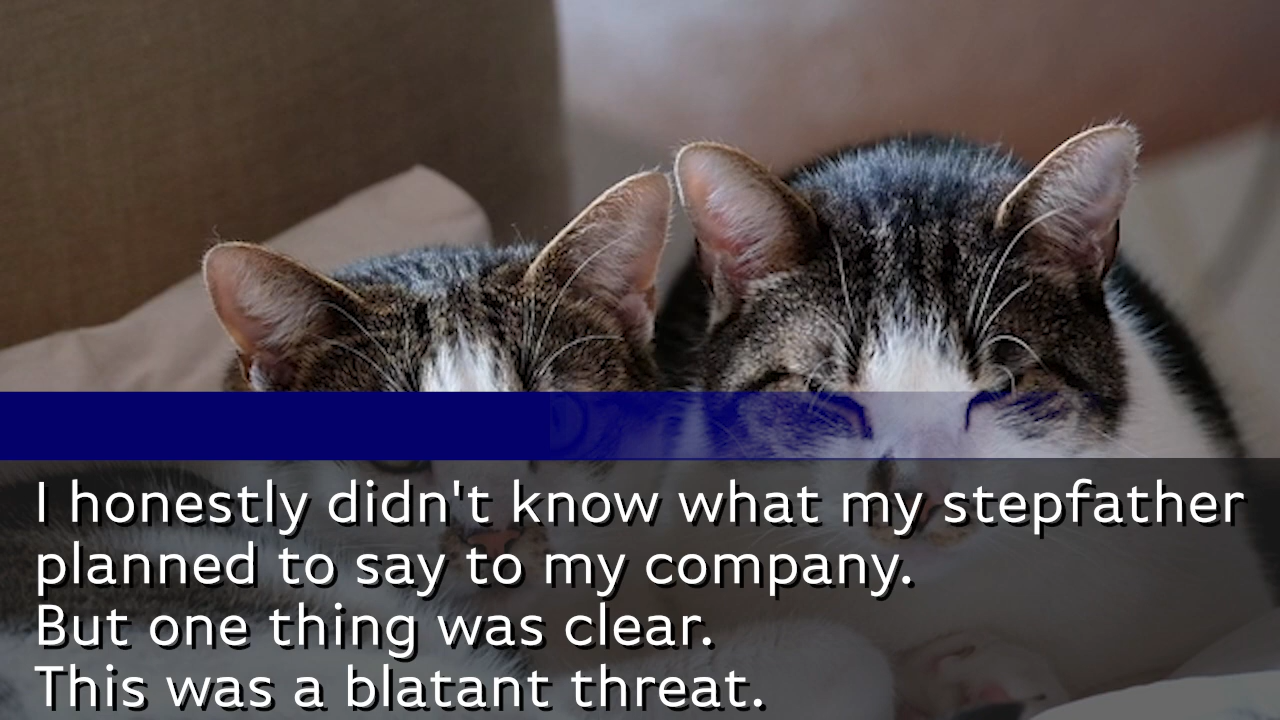 I honestly didn't know what my stepfather
planned to say to my company.
But one thing was clear.
This was a blatant threat.